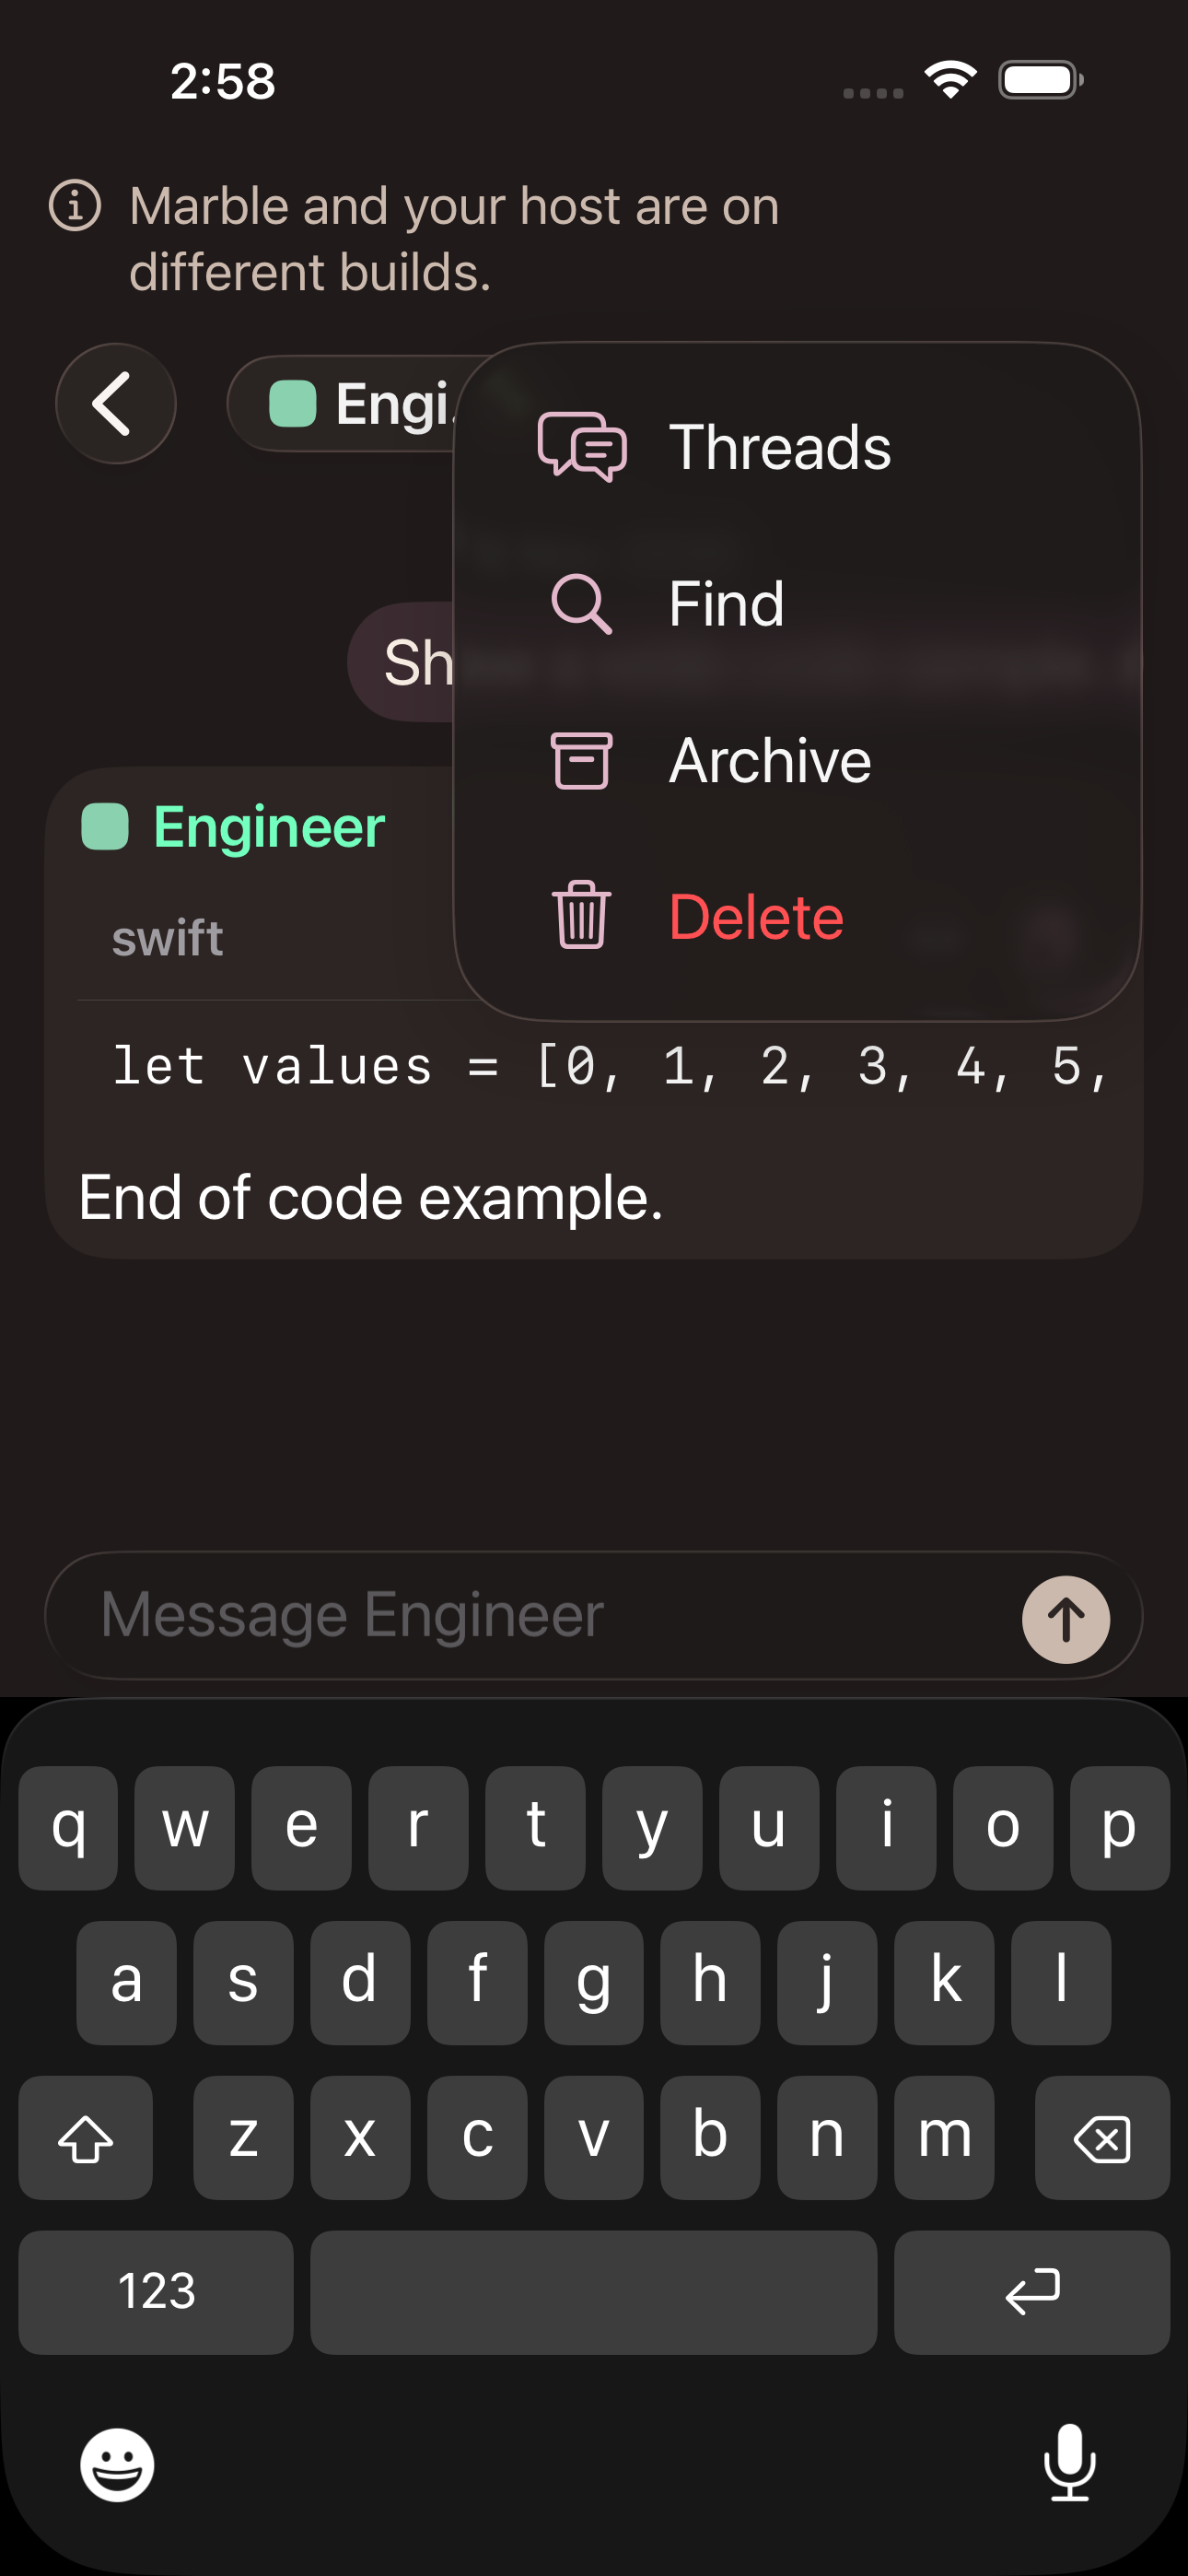 2:58
Marble and your host are on
different builds.
Engi.
Threads
Find
Sh
Archive
Engineer
Delete
swift
let values = [0, 1, 2, 3, 4, 5,
End of code example.
Message Engineer
q w e r t y u i o p
a s d f g h j k l
z x c v b n m
123